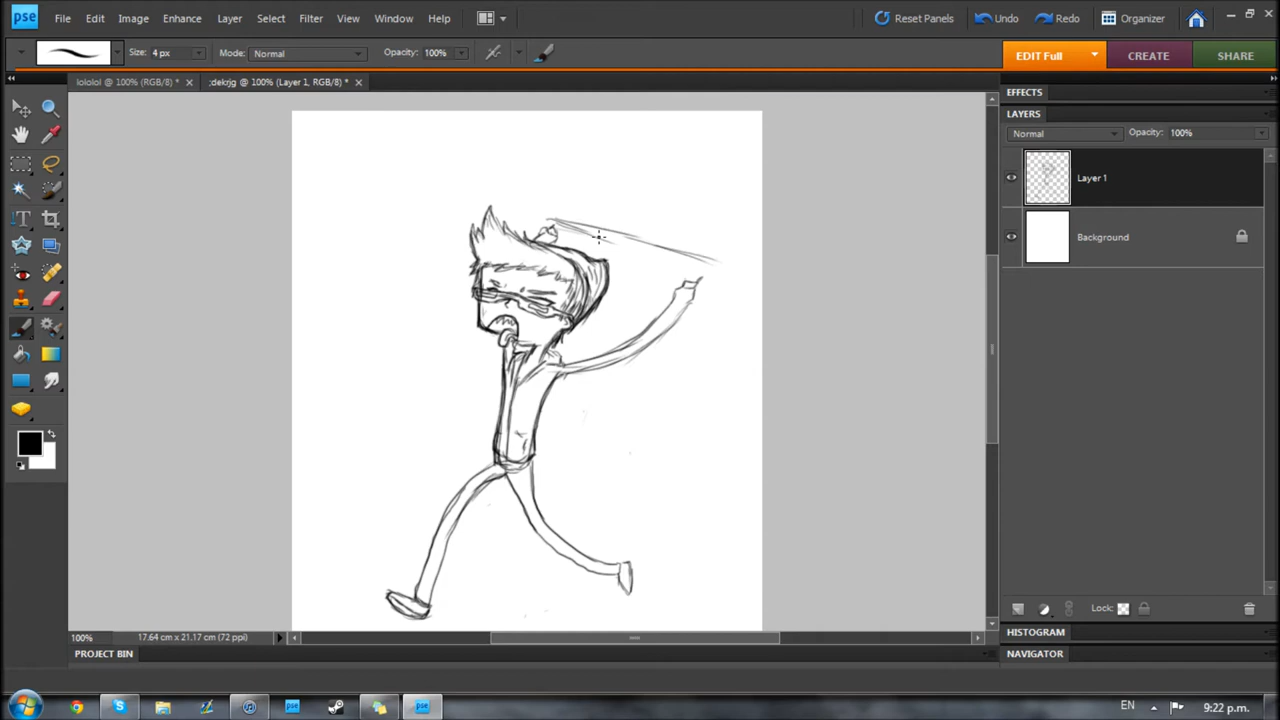 pse File Edit Image Enhance Layer Select Filter View Window Help Reset Panels Undo Redo Organizer
Size: 4 px Mode: Normal Opacity: 100% EDIT Full CREATE SHARE
lololol @ 100% (RGB/8) * ;dekrjg @ 100% (Layer 1, RGB/8) *
EFFECTS
LAYERS
Normal Opacity: 100%
Layer 1
Background
Lock:
100% 17.64 cm x 21.17 cm (72 ppi)
HISTOGRAM
PROJECT BIN
NAVIGATOR
pse pse EN 9:22 p.m.